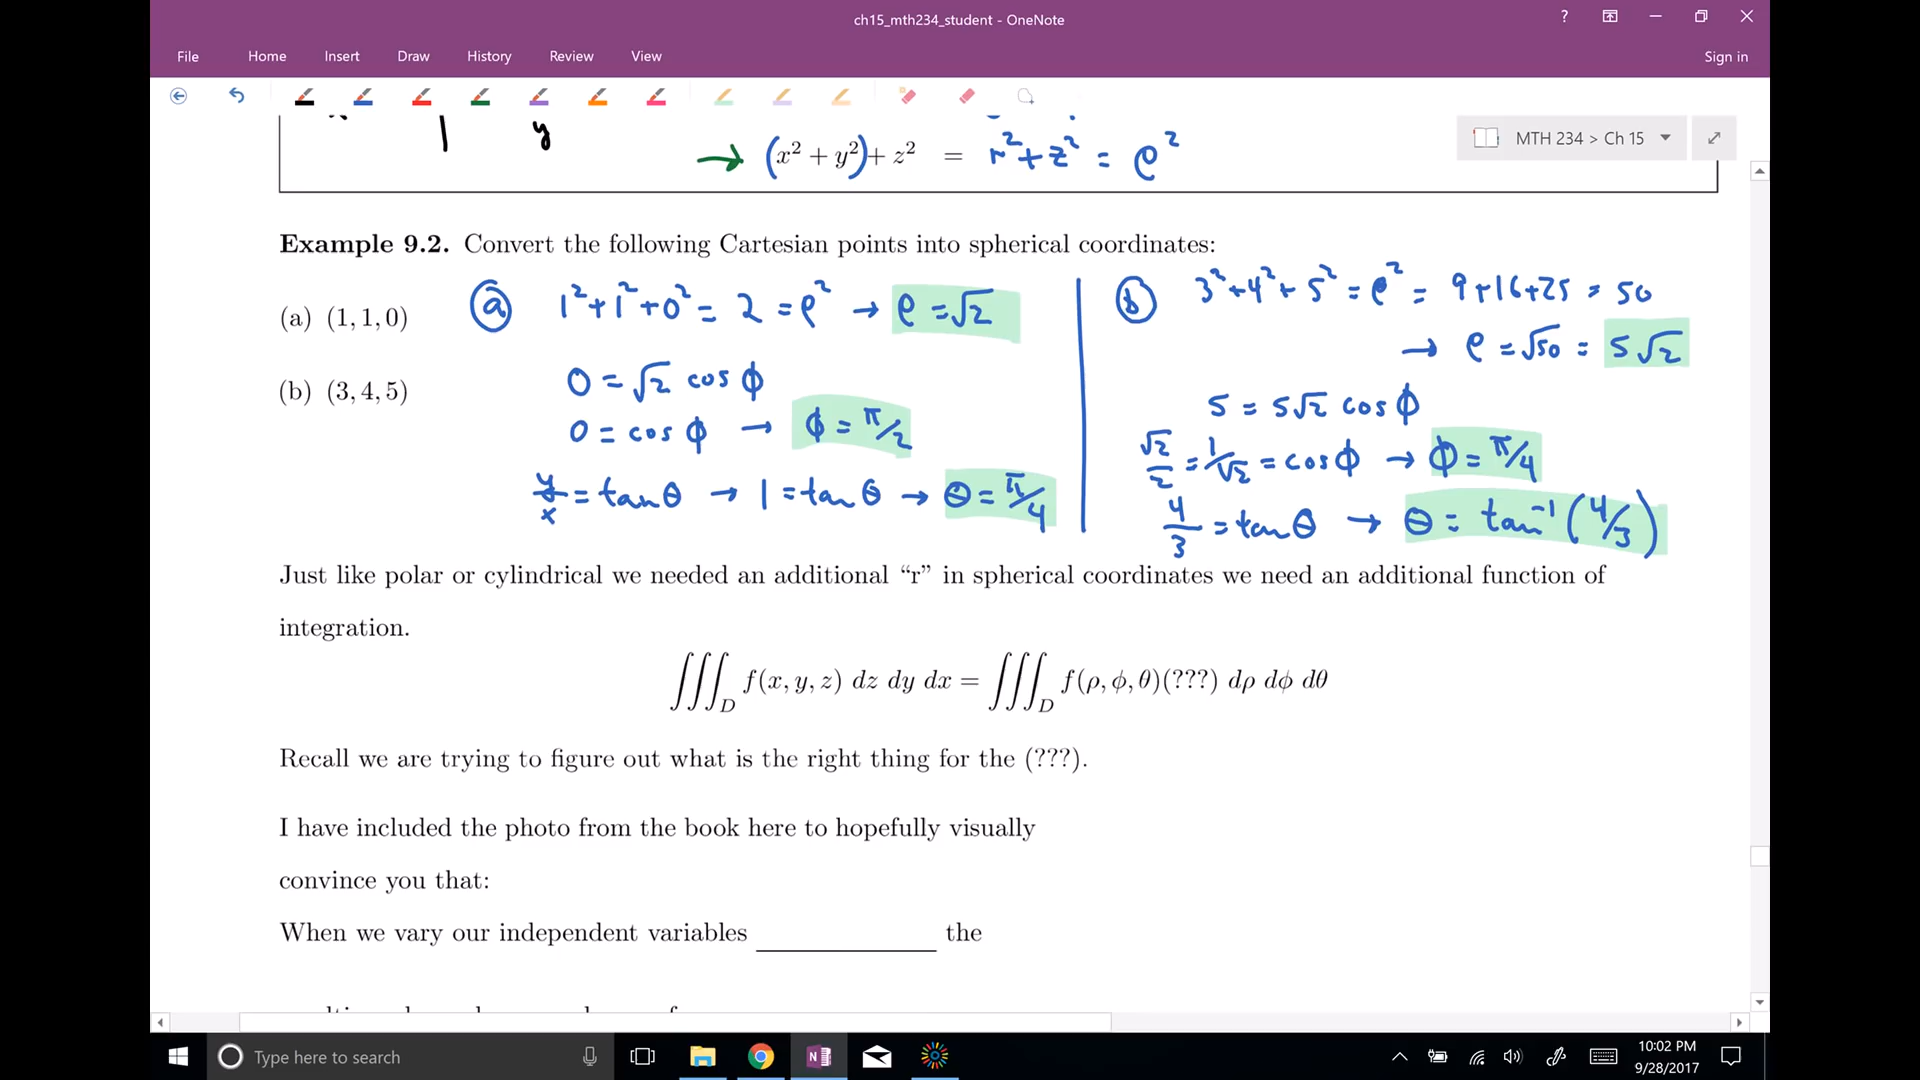 ch15_mth234_student - OneNote
?
File Home Insert Draw History Review View Sign in
MTH 234 > Ch 15
y
→ (x² + y²) + z² = r² + z² = ρ²
Example 9.2. Convert the following Cartesian points into spherical coordinates:
(a) (1, 1, 0)
(b) (3, 4, 5)
ⓐ 1² + 1² + 0² = 2 = ρ² → ρ = √2
0 = √2 cos ϕ
0 = cos ϕ → ϕ = π/2
y/x = tan θ → 1 = tan θ → θ = π/4
ⓑ 3² + 4² + 5² = ρ² = 9 + 16 + 25 = 50
→ ρ = √50 = 5√2
5 = 5√2 cos ϕ
√2/2 = 1/√2 = cos ϕ → ϕ = π/4
4/3 = tan θ → θ = tan⁻¹(4/3)
Just like polar or cylindrical we needed an additional “r” in spherical coordinates we need an additional function of
integration.
∭_D f(x, y, z) dz dy dx = ∭_D f(ρ, ϕ, θ)(???) dρ dϕ dθ
Recall we are trying to figure out what is the right thing for the (???).
I have included the photo from the book here to hopefully visually
convince you that:
When we vary our independent variables ____________ the
Type here to search
10:02 PM
9/28/2017